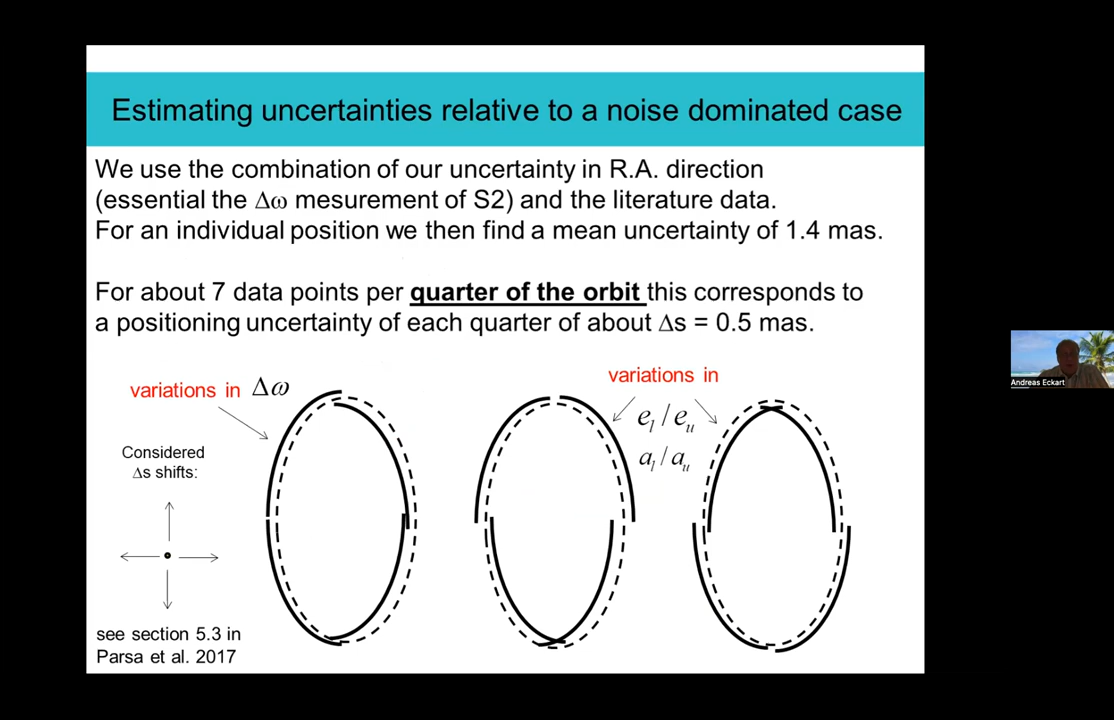 Estimating uncertainties relative to a noise dominated case
We use the combination of our uncertainty in R.A. direction
(essential the Δω mesurement of S2) and the literature data.
For an individual position we then find a mean uncertainty of 1.4 mas.
For about 7 data points per quarter of the orbit this corresponds to
a positioning uncertainty of each quarter of about Δs = 0.5 mas.
variations in Δω
variations in
e_l / e_u
a_l / a_u
Considered
Δs shifts:
see section 5.3 in
Parsa et al. 2017
Andreas Eckart